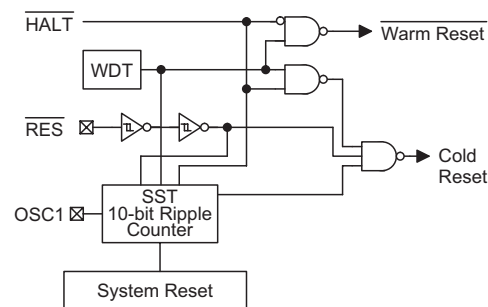 HALT
Warm Reset
WDT
RES
Cold
Reset
SST
10-bit Ripple
Counter
OSC1
System Reset